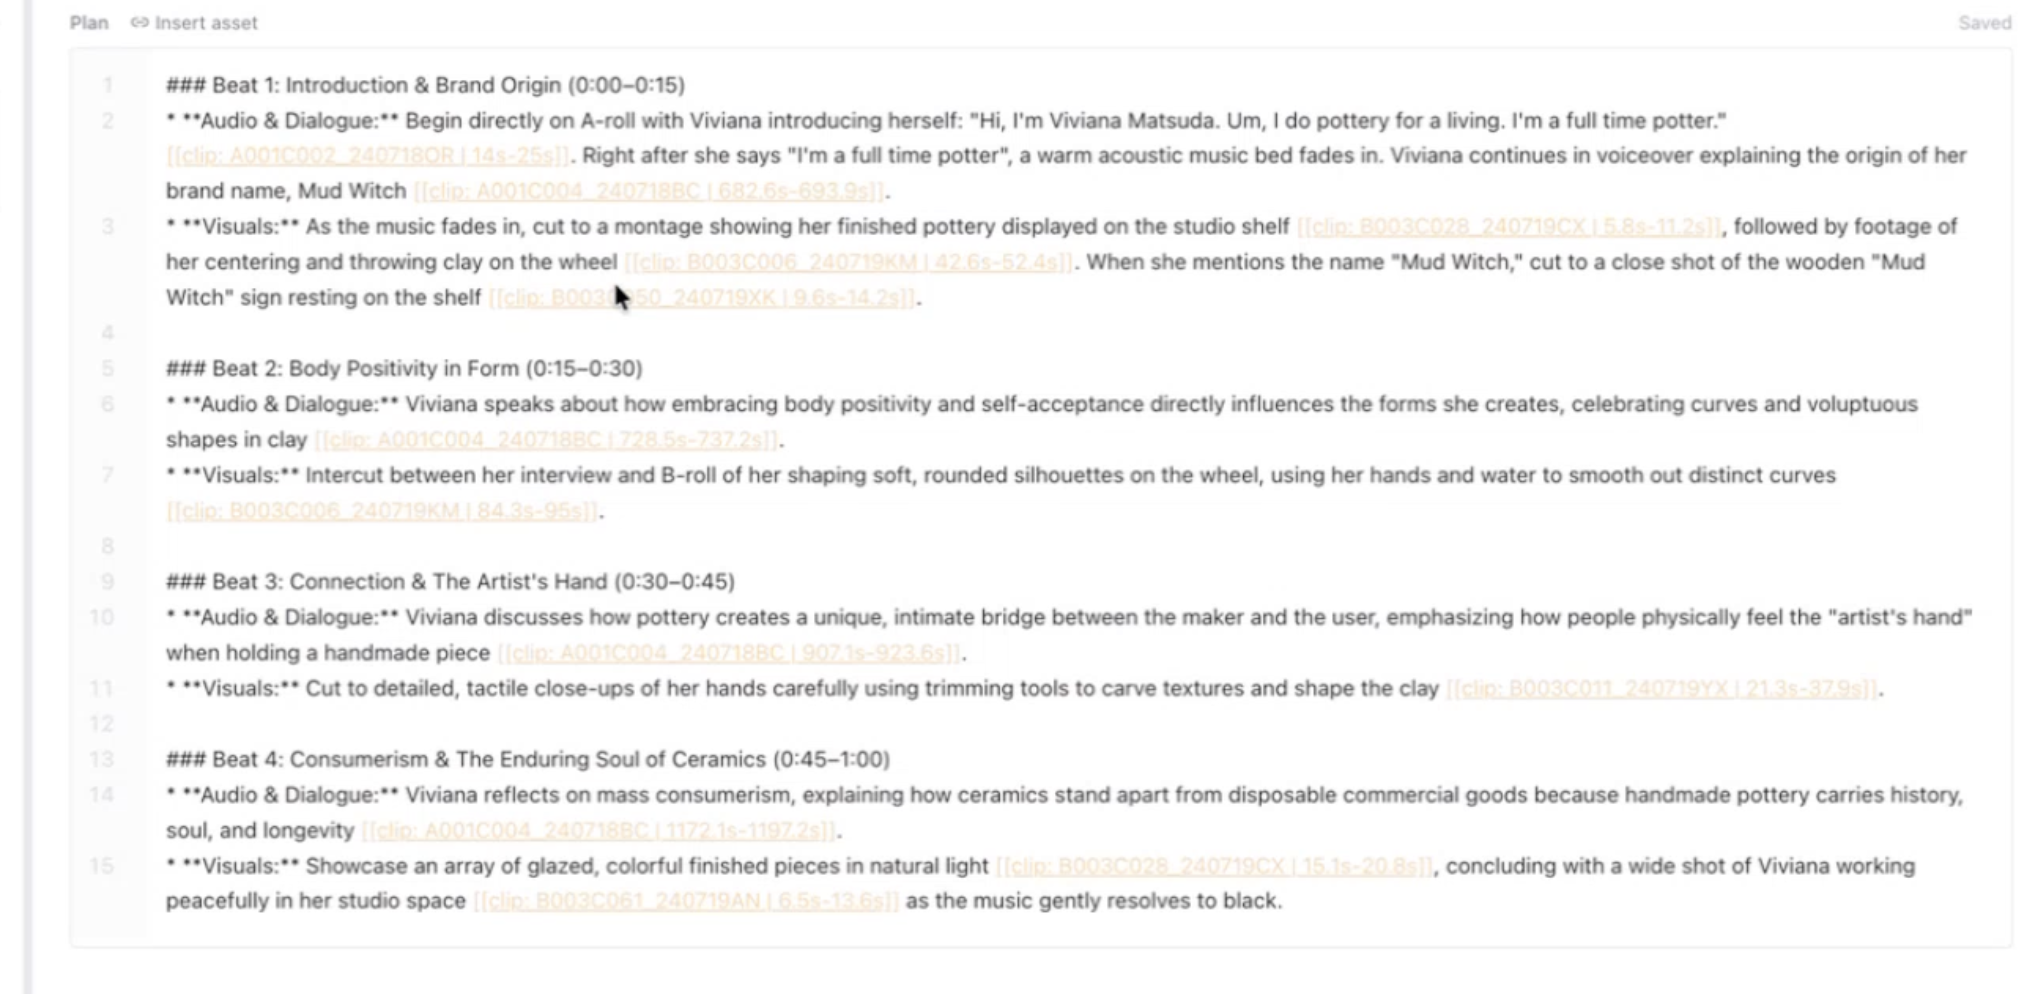 Plan Insert asset Saved
1 ### Beat 1: Introduction & Brand Origin (0:00–0:15)
2 * **Audio & Dialogue:** Begin directly on A-roll with Viviana introducing herself: "Hi, I'm Viviana Matsuda. Um, I do pottery for a living. I'm a full time potter."
[[clip: A001C002_240718OR | 14s-25s]]. Right after she says "I'm a full time potter", a warm acoustic music bed fades in. Viviana continues in voiceover explaining the origin of her
brand name, Mud Witch [[clip: A001C004_240718BC | 682.6s-693.9s]].
3 * **Visuals:** As the music fades in, cut to a montage showing her finished pottery displayed on the studio shelf [[clip: B003C028_240719CX | 5.8s-11.2s]], followed by footage of
her centering and throwing clay on the wheel [[clip: B003C006_240719KM | 42.6s-52.4s]]. When she mentions the name "Mud Witch," cut to a close shot of the wooden "Mud
Witch" sign resting on the shelf [[clip: 240719XK | 9.6s-14.2s]].
4
5 ### Beat 2: Body Positivity in Form (0:15–0:30)
6 * **Audio & Dialogue:** Viviana speaks about how embracing body positivity and self-acceptance directly influences the forms she creates, celebrating curves and voluptuous
shapes in clay [[clip: A001C004_240718BC | 728.5s-737.2s]].
7 * **Visuals:** Intercut between her interview and B-roll of her shaping soft, rounded silhouettes on the wheel, using her hands and water to smooth out distinct curves
[[clip: B003C006_240719KM | 84.3s-95s]].
8
9 ### Beat 3: Connection & The Artist's Hand (0:30–0:45)
10 * **Audio & Dialogue:** Viviana discusses how pottery creates a unique, intimate bridge between the maker and the user, emphasizing how people physically feel the "artist's hand"
when holding a handmade piece [[clip: A001C004_240718BC | 907.1s-923.6s]].
11 * **Visuals:** Cut to detailed, tactile close-ups of her hands carefully using trimming tools to carve textures and shape the clay [[clip: B003C011_240719YX | 21.3s-37.9s]].
12
13 ### Beat 4: Consumerism & The Enduring Soul of Ceramics (0:45–1:00)
14 * **Audio & Dialogue:** Viviana reflects on mass consumerism, explaining how ceramics stand apart from disposable commercial goods because handmade pottery carries history,
soul, and longevity [[clip: A001C004_240718BC | 1172.1s-1197.2s]].
15 * **Visuals:** Showcase an array of glazed, colorful finished pieces in natural light [[clip: B003C028_240719CX | 15.1s-20.8s]], concluding with a wide shot of Viviana working
peacefully in her studio space [[clip: B003C061_240719AN | 6.5s-13.6s]] as the music gently resolves to black.